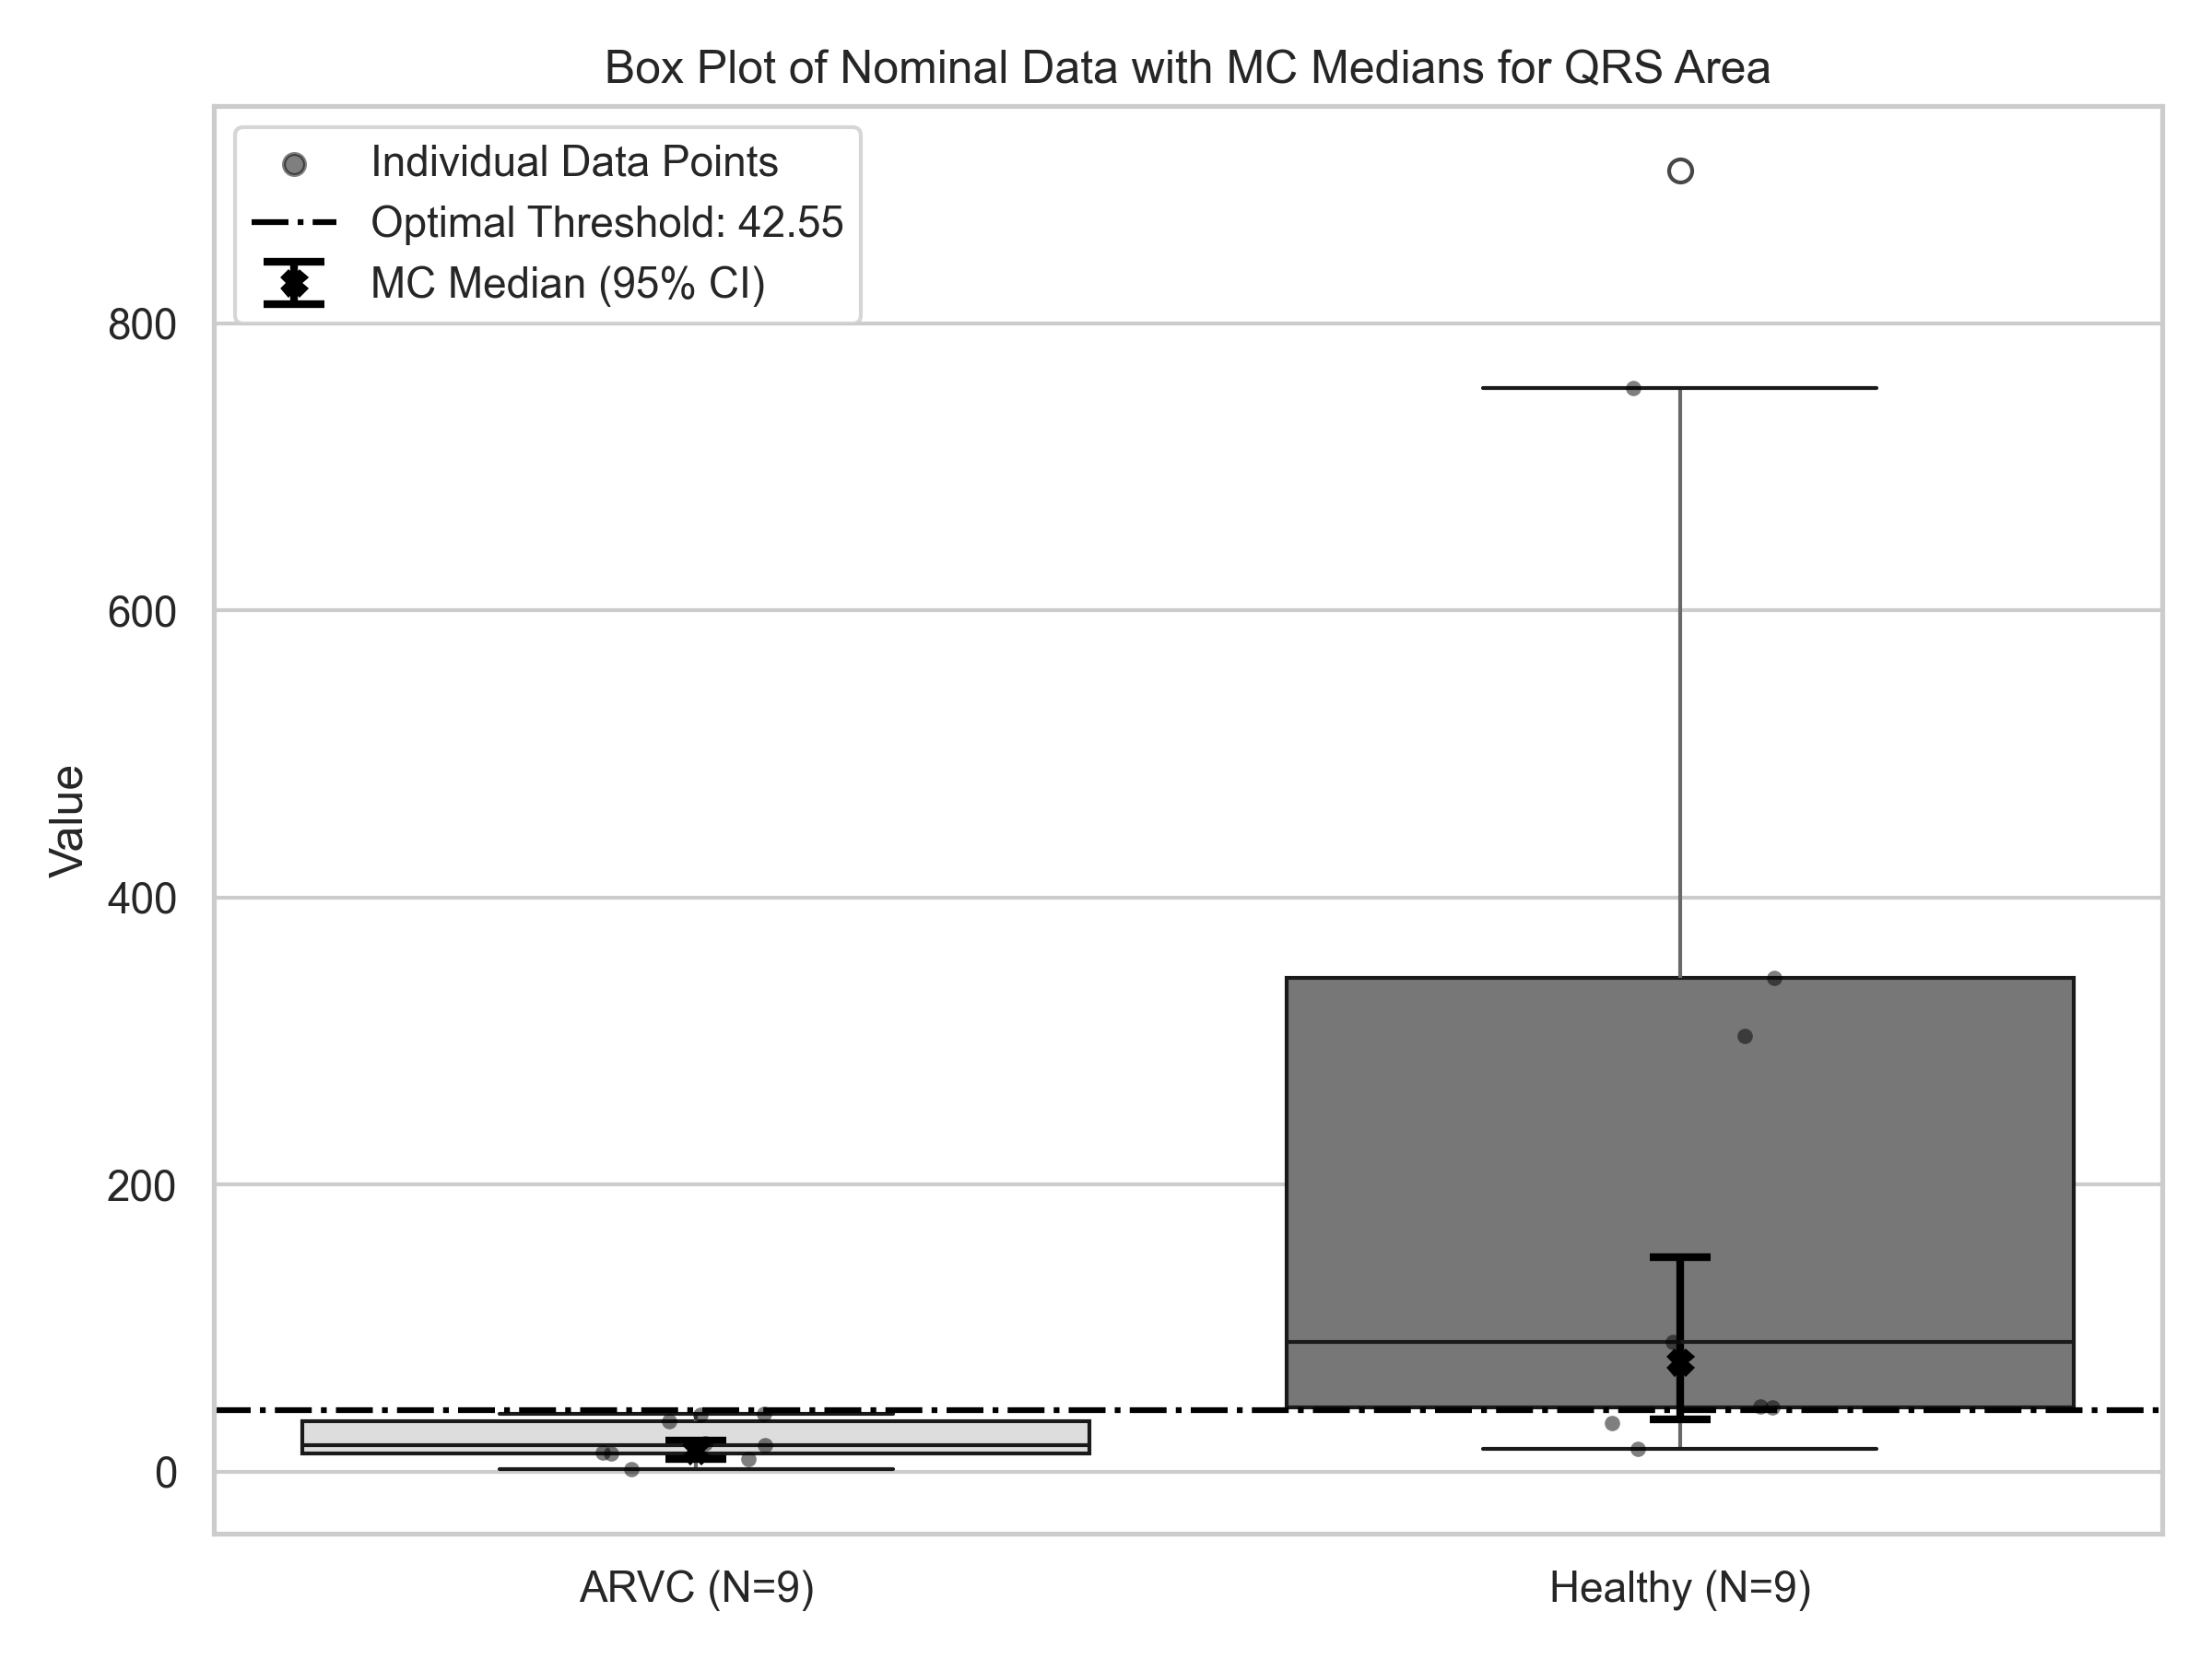 Box Plot of Nominal Data with MC Medians for QRS Area
Individual Data Points
Optimal Threshold: 42.55
MC Median (95% CI)
800
600
400
200
0
Value
ARVC (N=9)
Healthy (N=9)